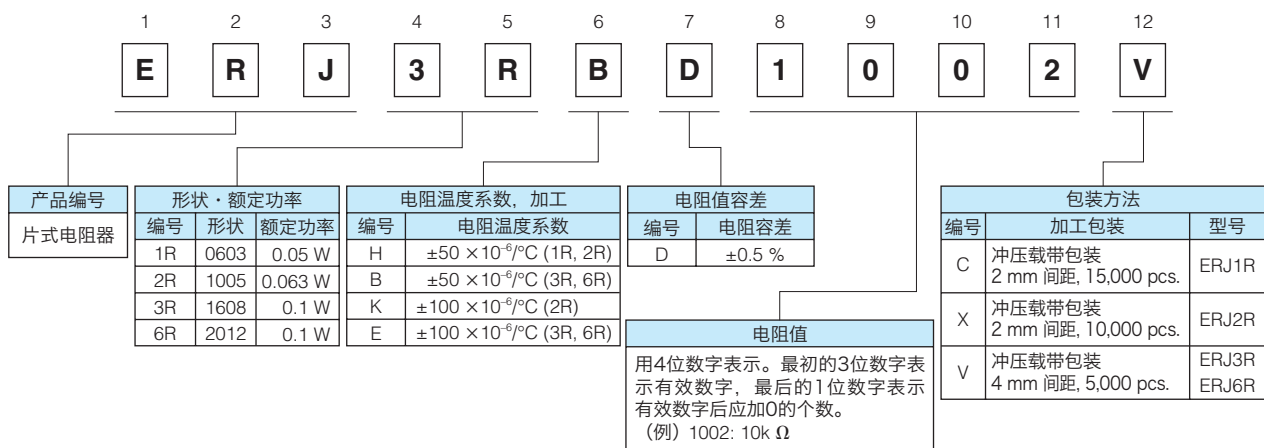 1 2 3 4 5 6 7 8 9 10 11 12
E R J 3 R B D 1 0 0 2 V
产品编号
片式电阻器
形状・额定功率
编号 形状 额定功率
1R 0603 0.05 W
2R 1005 0.063 W
3R 1608 0.1 W
6R 2012 0.1 W
电阻温度系数，加工
编号 电阻温度系数
H ±50 ×10⁻⁶/°C (1R, 2R)
B ±50 ×10⁻⁶/°C (3R, 6R)
K ±100 ×10⁻⁶/°C (2R)
E ±100 ×10⁻⁶/°C (3R, 6R)
电阻值容差
编号 电阻容差
D ±0.5 %
电阻值
用4位数字表示。最初的3位数字表
示有效数字，最后的1位数字表示
有效数字后应加0的个数。
（例）1002: 10k Ω
包装方法
编号 加工包装 型号
C 冲压载带包装
2 mm 间距, 15,000 pcs. ERJ1R
X 冲压载带包装
2 mm 间距, 10,000 pcs. ERJ2R
V 冲压载带包装 ERJ3R
4 mm 间距, 5,000 pcs. ERJ6R